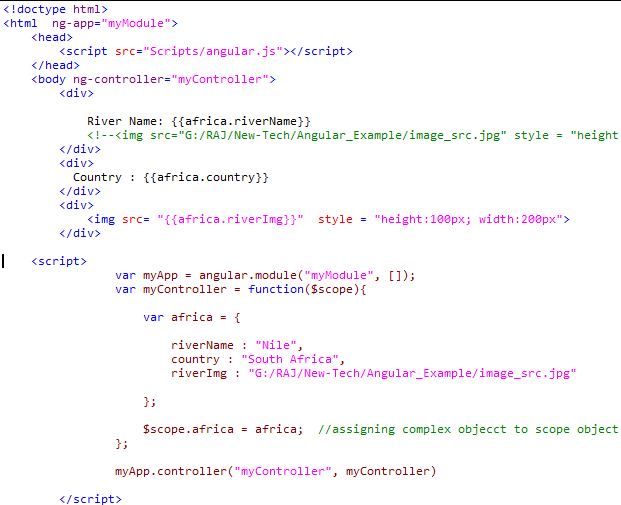 <!doctype html>
<html  ng-app="myModule">
    <head>
        <script src="Scripts/angular.js"></script>
    </head>
    <body ng-controller="myController">
        <div>
            River Name: {{africa.riverName}}
            <!--<img src="G:/RAJ/New-Tech/Angular_Example/image_src.jpg" style = "height
        </div>
        <div>
          Country : {{africa.country}}
        </div>
        <div>
            <img src= "{{africa.riverImg}}"  style = "height:100px; width:200px">
        </div>
    <script>
                var myApp = angular.module("myModule", []);
                var myController = function($scope){
                    var africa = {
                        riverName : "Nile",
                        country : "South Africa",
                        riverImg : "G:/RAJ/New-Tech/Angular_Example/image_src.jpg"
                    };
                    $scope.africa = africa;  //assigning complex objecct to scope object
                };
                myApp.controller("myController", myController)
        </script>